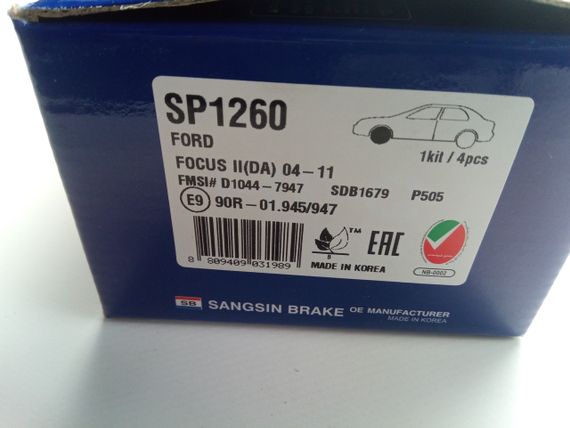 SP1260
FORD
1kit / 4pcs
FOCUS II(DA) 04-11
FMSI# D1044-7947 SDB1679 P505
E9 90R-01.945/947
TM
EAC
S
8 809409 031989
MADE IN KOREA
NB-0002
SB SANGSIN BRAKE OE MANUFACTURER
MADE IN KOREA